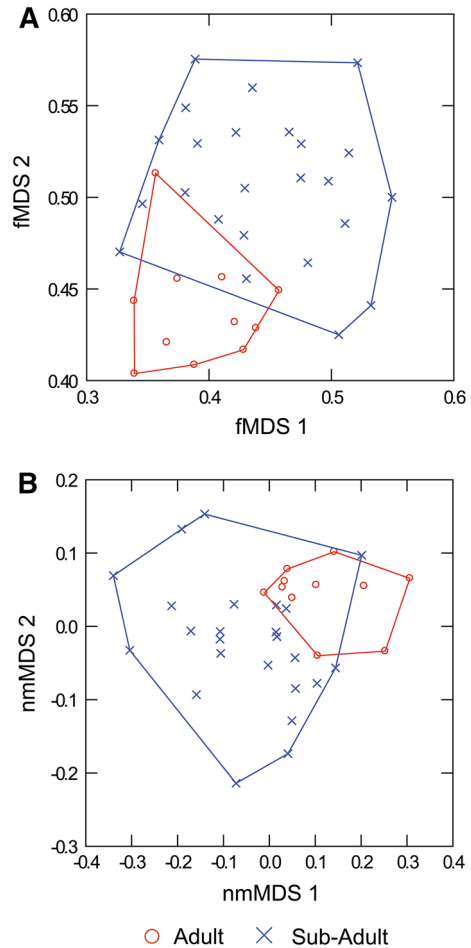 A
0.60
0.55
0.50
0.45
0.40
fMDS 2
0.3 0.4 0.5 0.6
fMDS 1
B
0.2
0.1
0.0
-0.1
-0.2
-0.3
nmMDS 2
-0.4 -0.3 -0.2 -0.1 0.0 0.1 0.2 0.3 0.4
nmMDS 1
Adult Sub-Adult